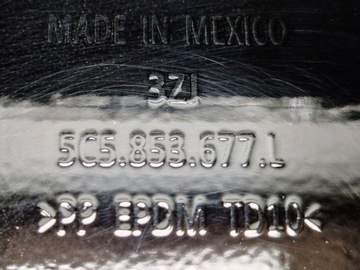 MADE IN MEXICO
3ZJ
5C5.853.677.L
>PP EPDM TD10<